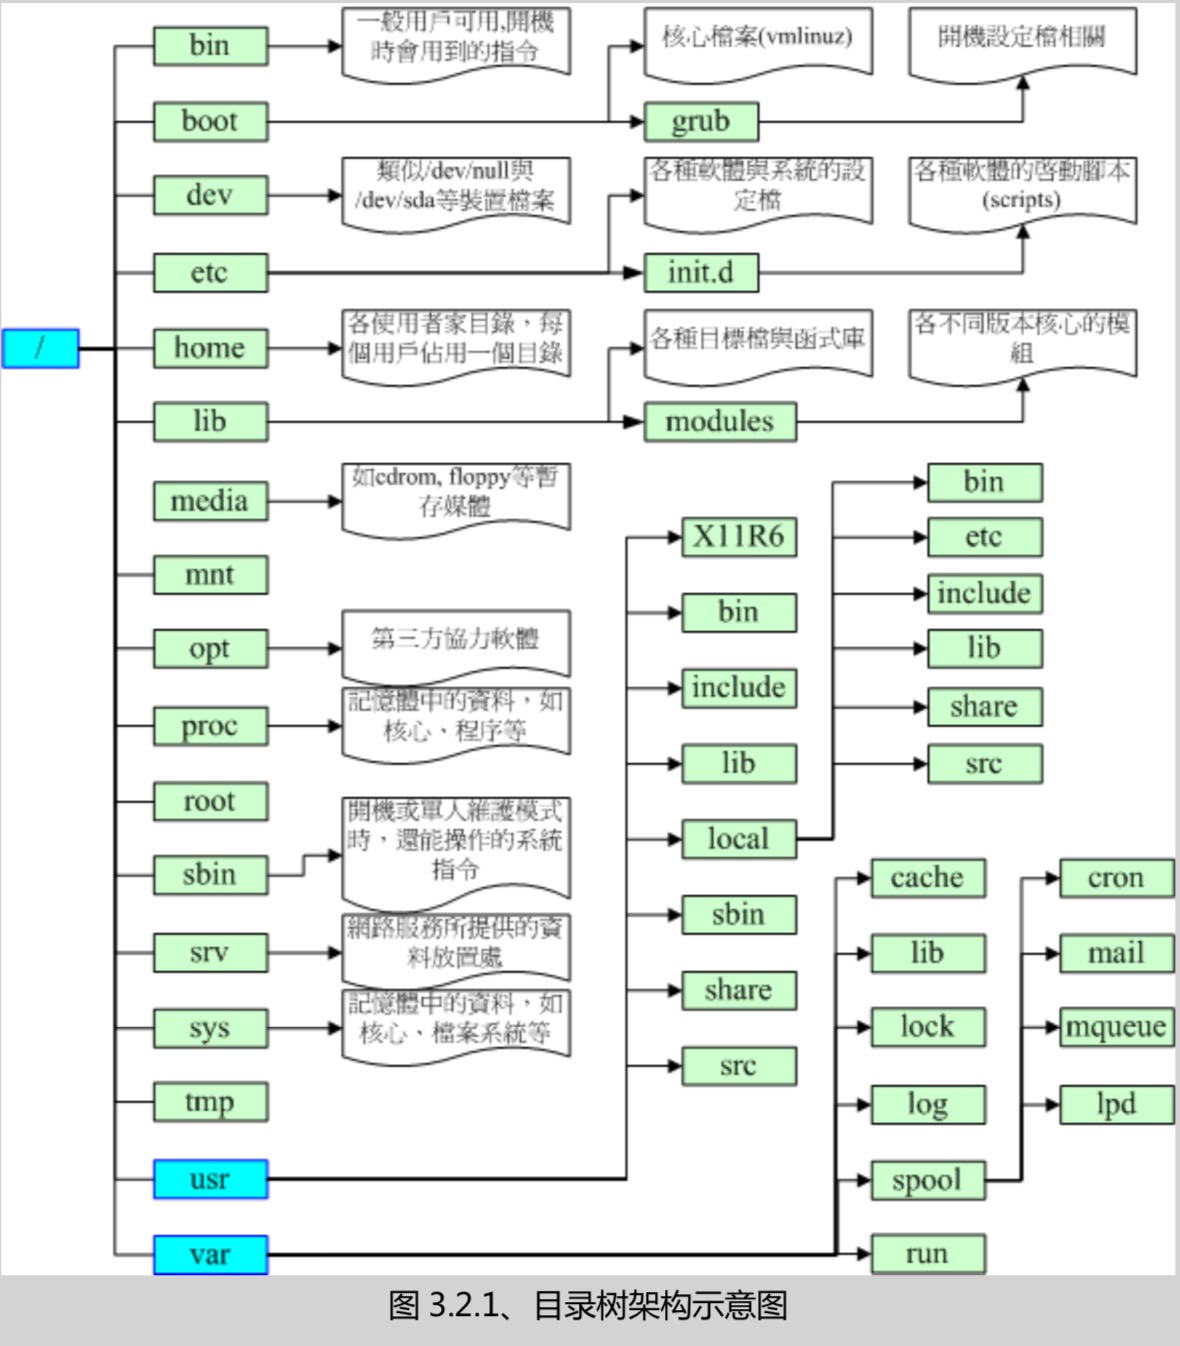 bin
一般用戶可用,開機
時會用到的指令
核心檔案(vmlinuz)
開機設定檔相關
boot
grub
dev
類似/dev/null與
/dev/sda等裝置檔案
各種軟體與系統的設
定檔
各種軟體的啓動腳本
(scripts)
etc
init.d
/
home
各使用者家目錄，每
個用戶佔用一個目錄
各種目標檔與函式庫
各不同版本核心的模
組
lib
modules
media
如cdrom, floppy等暫
存媒體
mnt
opt
第三方協力軟體
proc
記憶體中的資料，如
核心、程序等
root
sbin
開機或單人維護模式
時，還能操作的系統
指令
srv
網路服務所提供的資
料放置處
sys
記憶體中的資料，如
核心、檔案系統等
tmp
usr
var
X11R6
bin
include
lib
local
sbin
share
src
bin
etc
include
lib
share
src
cache
lib
lock
log
spool
run
cron
mail
mqueue
lpd
图 3.2.1、目录树架构示意图